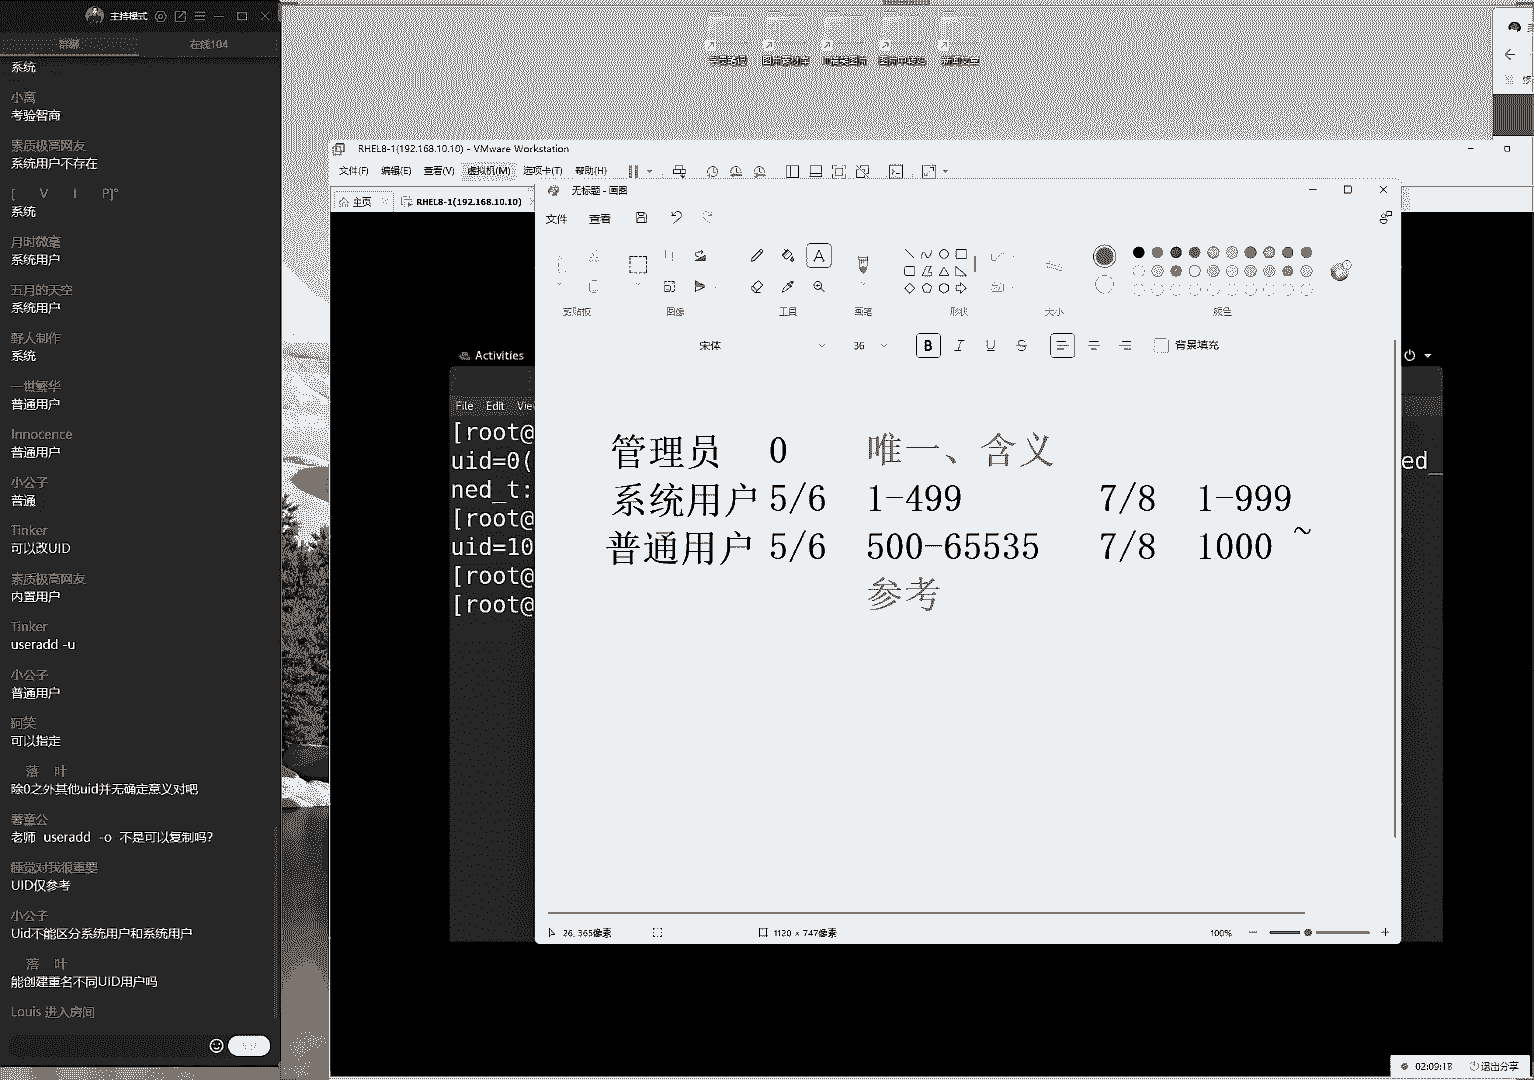 主持模式
群聊
在线104
系统
小离
考验智商
素质极高网友
系统用户不存在
[ V I P]°
系统
月时微毫
系统用户
五月的天空
系统用户
野人制作
系统
一世繁华
普通用户
Innocence
普通用户
小公子
普通
Tinker
可以改UID
素质极高网友
内置用户
Tinker
useradd -u
小公子
普通用户
阿笑
可以指定
落 叶
除0之外其他uid并无确定意义对吧
著童公
老师 useradd -o 不是可以复制吗?
睡觉对我很重要
UID仅参考
小公子
Uid不能区分系统用户和系统用户
落 叶
能创建重名不同UID用户吗
Louis 进入房间
RHEL8-1(192.168.10.10) - VMware Workstation
文件(F) 编辑(E) 查看(V) 虚拟机(M) 选项卡(T) 帮助(H)
主页
RHEL8-1(192.168.10.10)
Activities
File Edit
[root@
uid=0(
ned_t:
[root@
uid=10
[root@
[root@
ed_
无标题 - 画图
文件 查看
剪贴板
图像
工具
画笔
形状
大小
颜色
宋体
36
B I U S
背景填充
管理员 0 唯一、含义
系统用户 5/6 1-499 7/8 1-999
普通用户 5/6 500-65535 7/8 1000 ~
参考
26, 365像素
1120 × 747像素
100%
02:09:18
退出分享